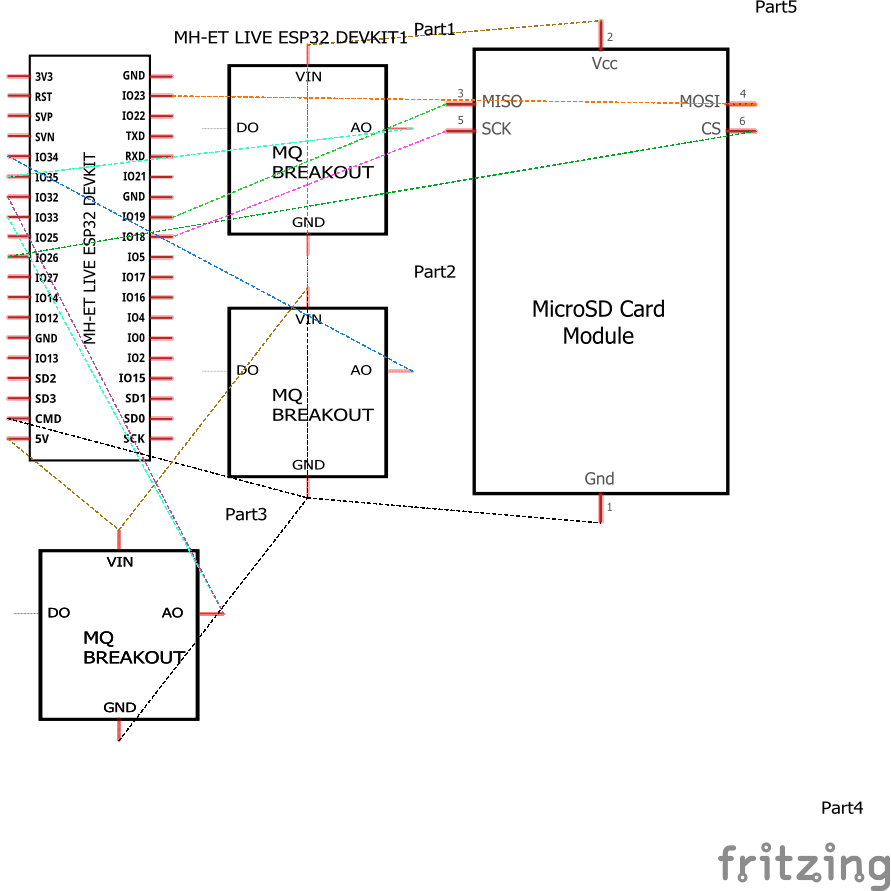 Part5
MH-ET LIVE ESP32 DEVKIT1
Part1
2
Vcc
3V3
GND
VIN
RST
IO23
3
MISO
MOSI
4
SVP
IO22
DO
AO
SCK
5
CS
6
SVN
TXD
IO34
RXD
MQ
BREAKOUT
IO35
IO21
IO32
GND
IO33
IO19
GND
IO25
IO18
IO26
IO5
IO27
IO17
Part2
IO14
IO16
MH-ET LIVE ESP32 DEVKIT
IO12
IO4
VIN
MicroSD Card
Module
GND
IO0
IO13
IO2
DO
AO
SD2
IO15
SD3
SD1
MQ
BREAKOUT
CMD
SD0
5V
SCK
GND
Gnd
1
Part3
VIN
DO
AO
MQ
BREAKOUT
GND
Part4
fritzing